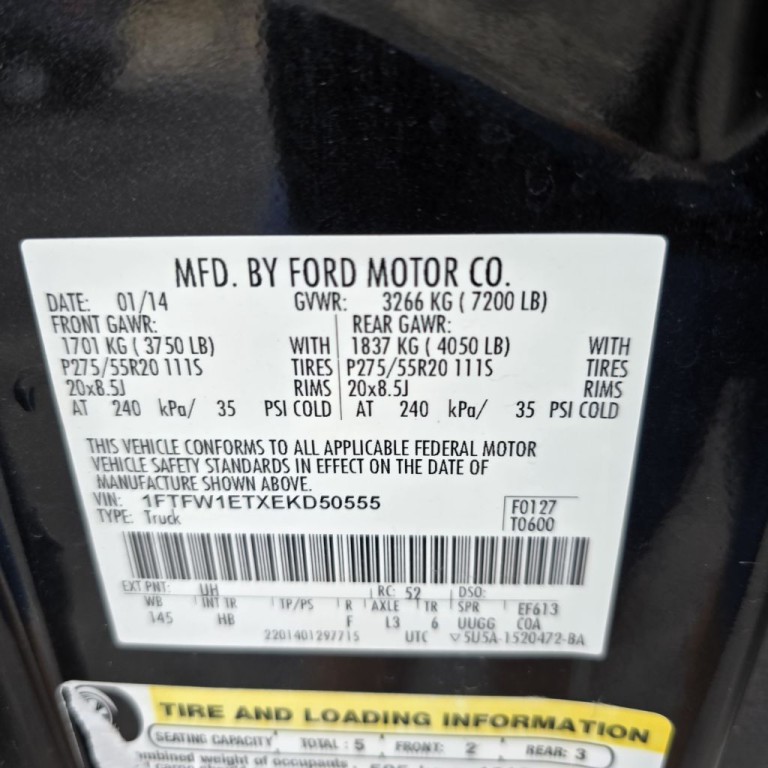 MFD. BY FORD MOTOR CO.
DATE: 01/14 GVWR: 3266 KG ( 7200 LB)
FRONT GAWR: REAR GAWR:
1701 KG ( 3750 LB) WITH 1837 KG ( 4050 LB) WITH
P275/55R20 111S TIRES P275/55R20 111S TIRES
20x8.5J RIMS 20x8.5J RIMS
AT 240 kPa/ 35 PSI COLD AT 240 kPa/ 35 PSI COLD
THIS VEHICLE CONFORMS TO ALL APPLICABLE FEDERAL MOTOR
VEHICLE SAFETY STANDARDS IN EFFECT ON THE DATE OF
MANUFACTURE SHOWN ABOVE.
VIN: 1FTFW1ETXEKD50555 F0127
TYPE: Truck T0600
EXT PNT: UH RC: 52 DSO:
WB INT TR TP/PS R AXLE TR SPR EF613
145 HB F L3 6 UUGG COA
2201401297715 UTC ▽5U5A-1520472-BA
TIRE AND LOADING INFORMATION
SEATING CAPACITY TOTAL : 5 FRONT: 2 REAR: 3
combined weight of occupants